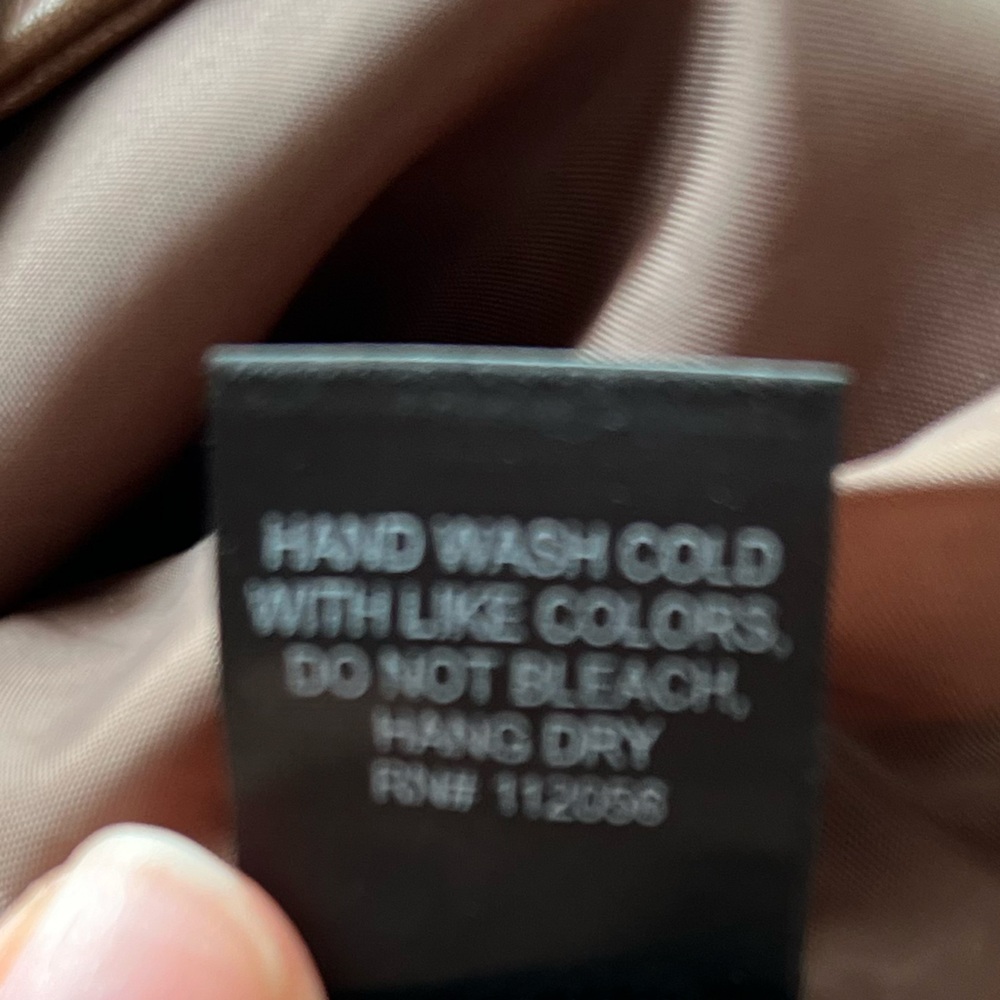 HAND WASH COLD
WITH LIKE COLORS,
DO NOT BLEACH,
HANG DRY
RN# 112056